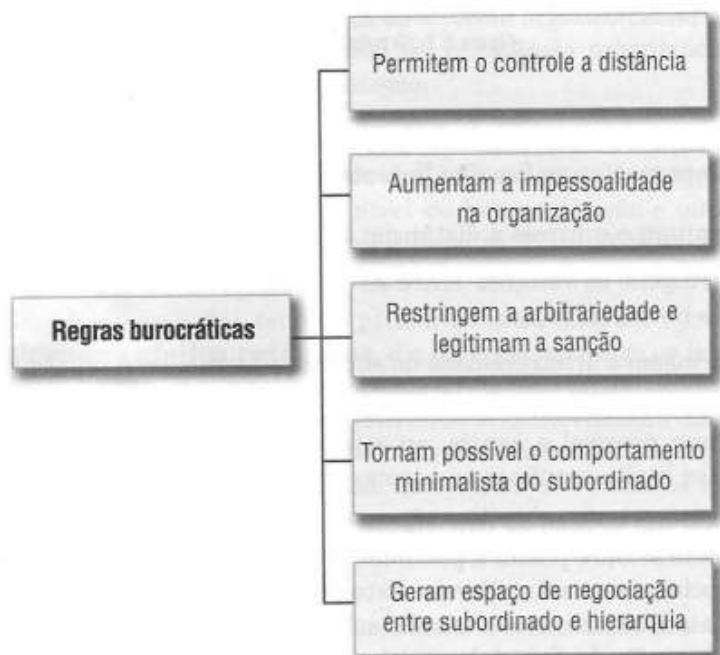 Permitem o controle a distância
Aumentam a impessoalidade
na organização
Regras burocráticas
Restringem a arbitrariedade e
legitimam a sanção
Tornam possível o comportamento
minimalista do subordinado
Geram espaço de negociação
entre subordinado e hierarquia